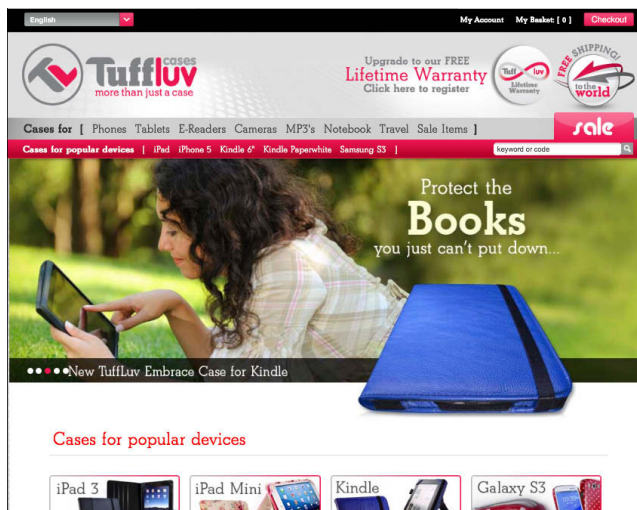 English
My Account My Basket: [ 0 ] Checkout
Tuffluv cases
more than just a case
Upgrade to our FREE
Lifetime Warranty
Click here to register
Tuff luv
Lifetime
Warranty
FREE SHIPPING!
to the
world
Cases for [ Phones Tablets E-Readers Cameras MP3's Notebook Travel Sale Items ]
sale
Cases for popular devices [ iPad iPhone 5 Kindle 6" Kindle Paperwhite Samsung S3 ]
keyword or code
Protect the
Books
you just can't put down...
New TuffLuv Embrace Case for Kindle
Cases for popular devices
iPad 3
iPad Mini
Kindle
Galaxy S3